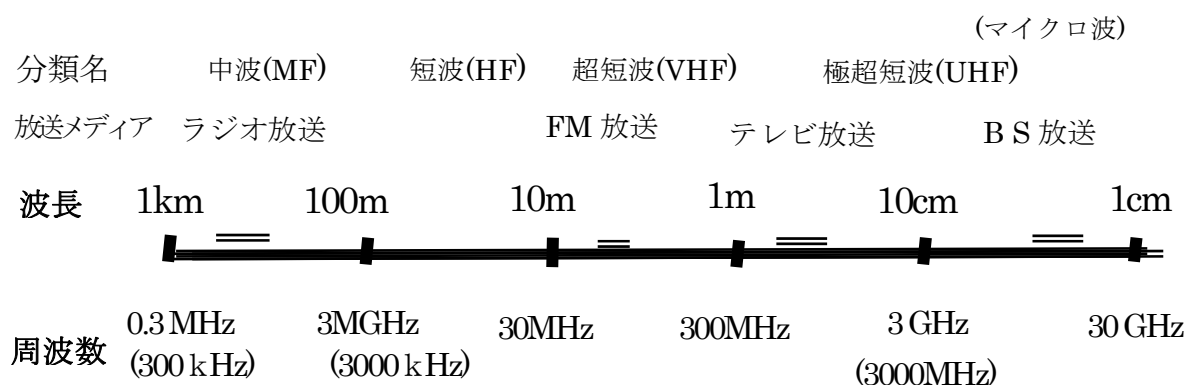 (マイクロ波)
分類名 中波(MF) 短波(HF) 超短波(VHF) 極超短波(UHF)
放送メディア ラジオ放送 FM 放送 テレビ放送 B S 放送
波長 1km 100m 10m 1m 10cm 1cm
周波数 0.3 MHz 3MGHz 30MHz 300MHz 3 GHz 30 GHz
(300 kHz) (3000 kHz) (3000MHz)